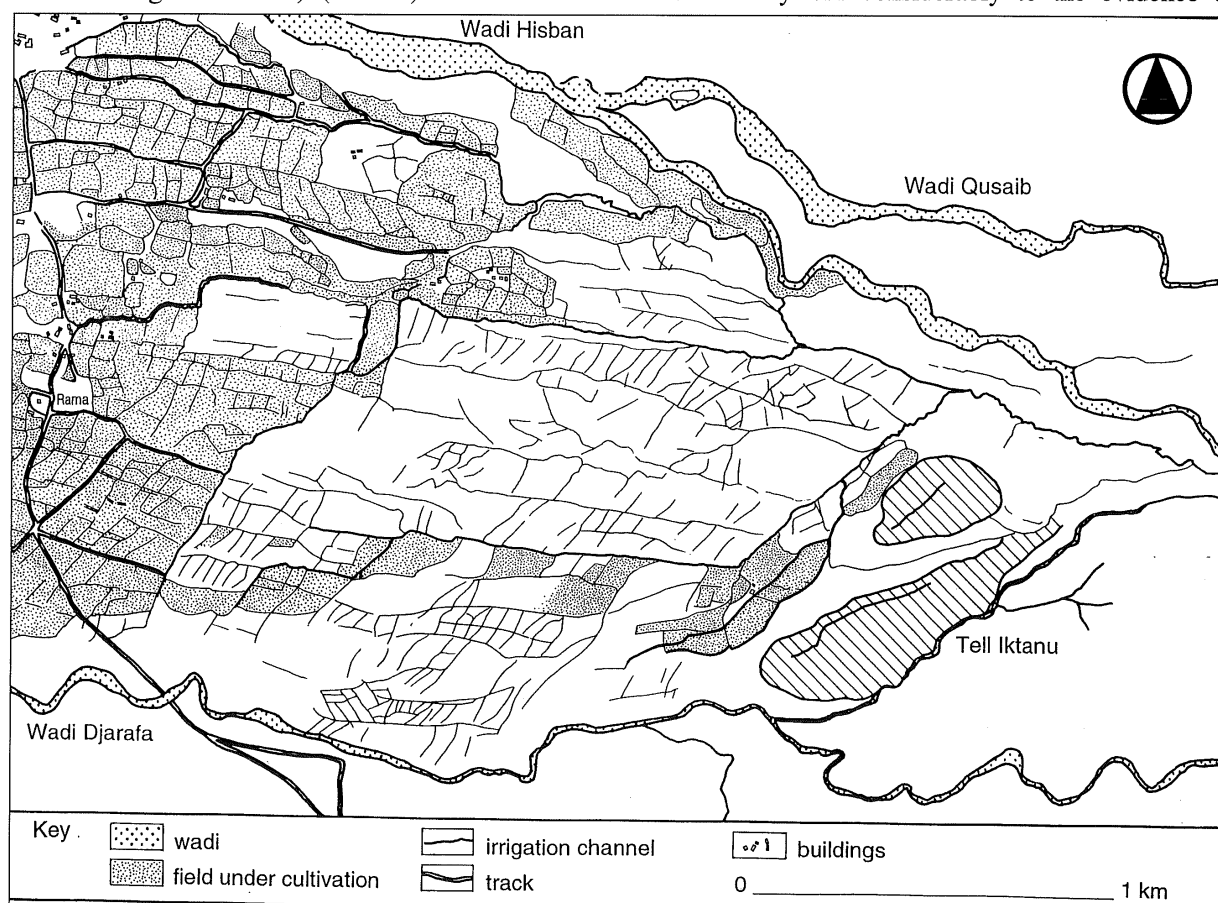 Wadi Hisban
Wadi Qusaib
Rama
Tell Iktanu
Wadi Djarafa
Key
wadi
irrigation channel
buildings
field under cultivation
track
0 1 km